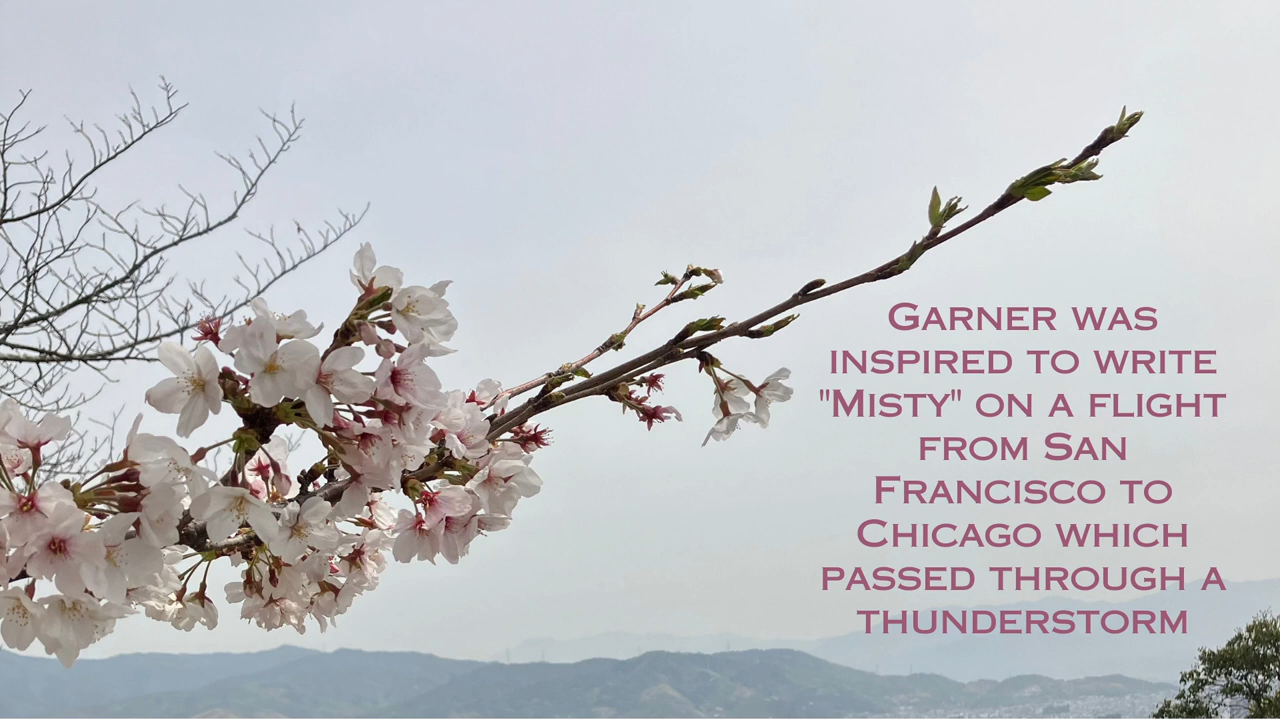 Garner was
inspired to write
"Misty" on a flight
from San
Francisco to
Chicago which
passed through a
thunderstorm